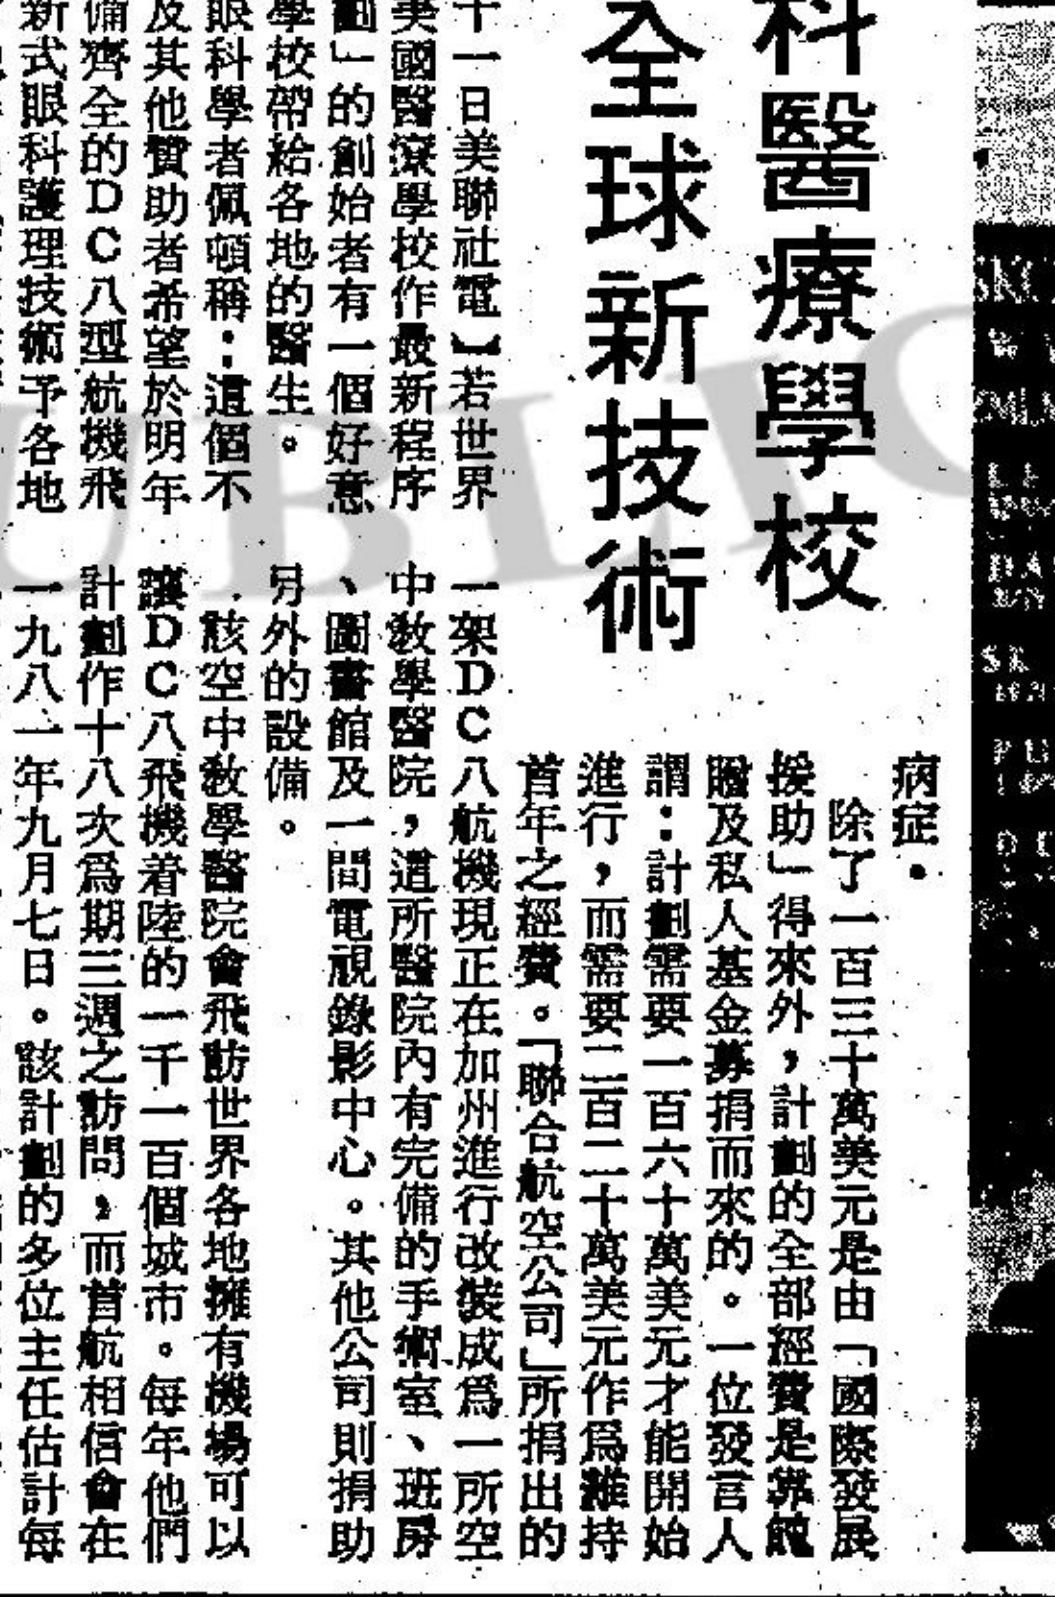 科醫療學校
全球新技術
十一日美聯社電】若世界
美國醫療學校作最新程序
劃」的創始者有一個好意
學校帶給各地的醫生。
眼科學者佩頓稱：這個不
及其他贊助者希望於明年
備齊全的DC八型航機飛
新式眼科護理技術予各地
病症。
除了一百三十萬美元是由「國際發展
援助」得來外，計劃的全部經費是靠餽
贈及私人基金募捐而來的。一位發言人
謂：計劃需要一百六十萬美元才能開始
進行，而需要二百二十萬美元作爲維持
首年之經費。「聯合航空公司」所捐出的
一架DC八航機現正在加州進行改裝成爲一所空
中教學醫院，這所醫院內有完備的手術室、班房
、圖書館及一間電視錄影中心。其他公司則捐助
另外的設備。
該空中教學醫院會飛訪世界各地擁有機場可以
讓DC八飛機着陸的一千一百個城市。每年他們
計劃作十八次爲期三週之訪問，而首航相信會在
一九八一年九月七日。該計劃的多位主任估計每
UBLIC